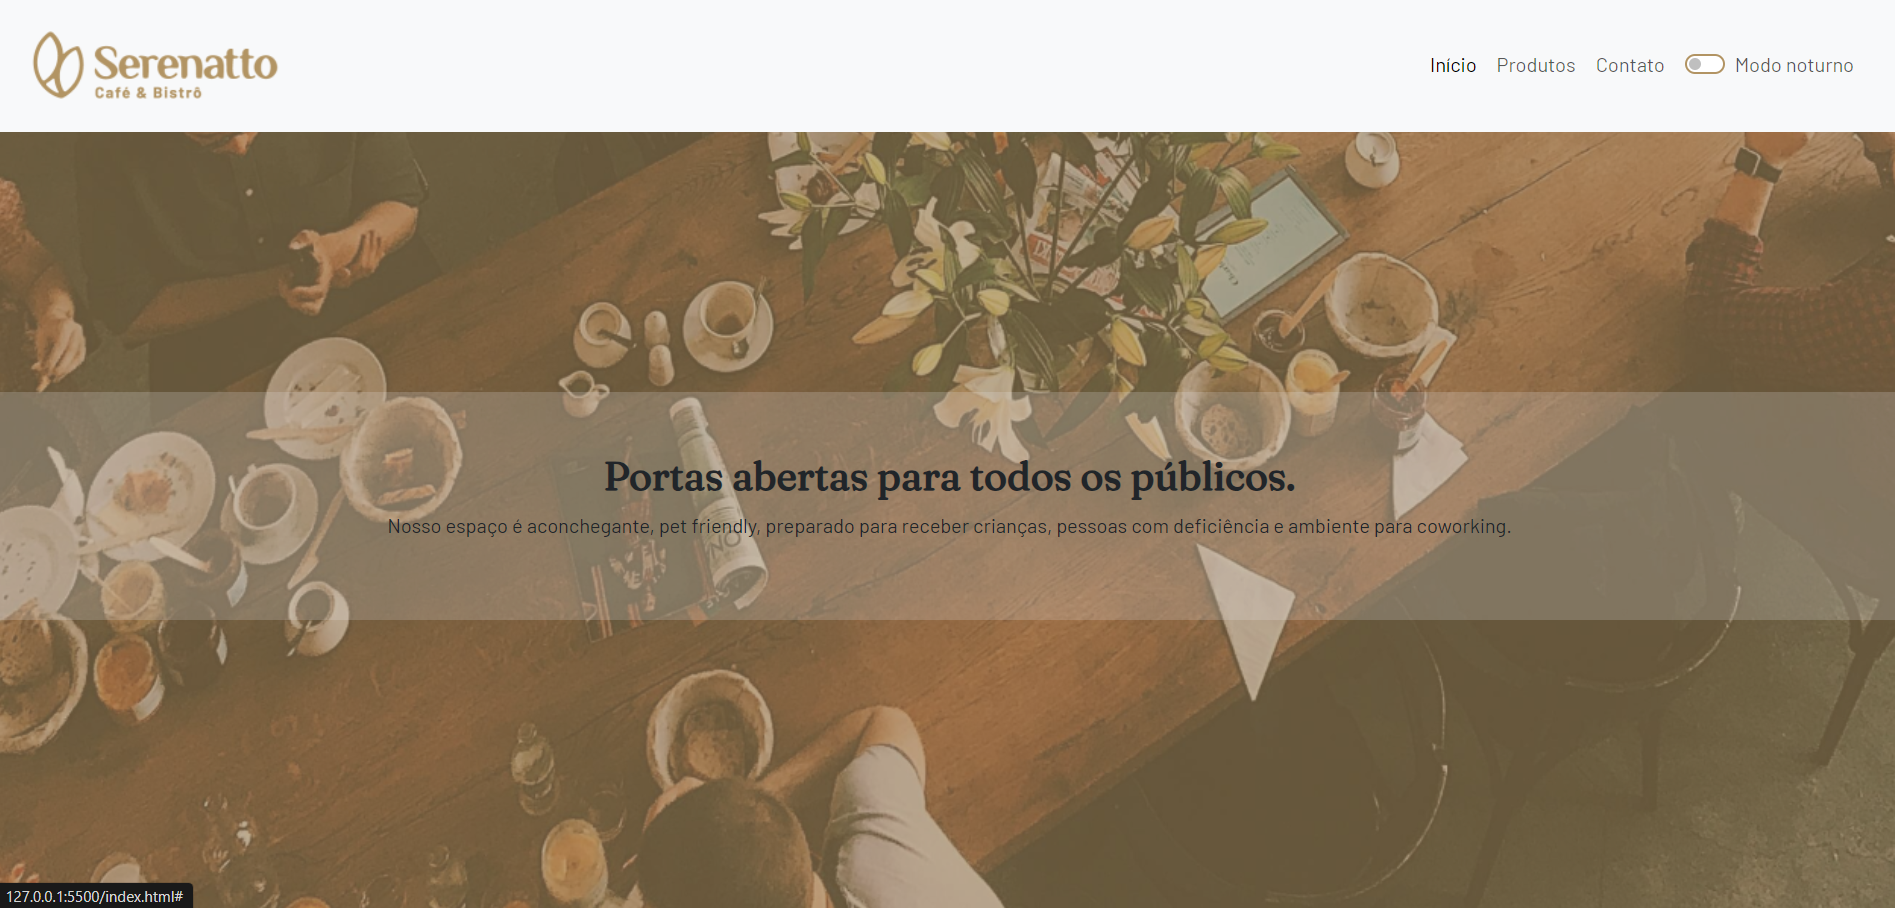 Serenatto
Café & Bistrô
Início Produtos Contato Modo noturno
Portas abertas para todos os públicos.
Nosso espaço é aconchegante, pet friendly, preparado para receber crianças, pessoas com deficiência e ambiente para coworking.
127.0.0.1:5500/index.html#